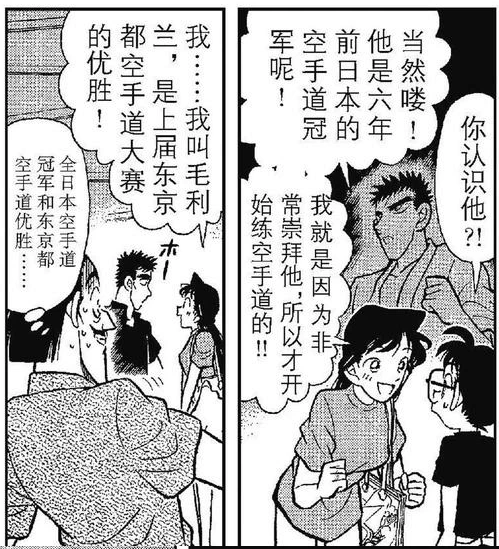 你认识他?!
当然喽！
他是六年
前日本的
空手道冠
军呢！
我就是因为非
常崇拜他,所以才开
始练空手道的!!
我……我叫毛利
兰，是上届东京
都空手道大赛
的优胜！
ホー
全日本空手道
冠军和东京都
空手道优胜……